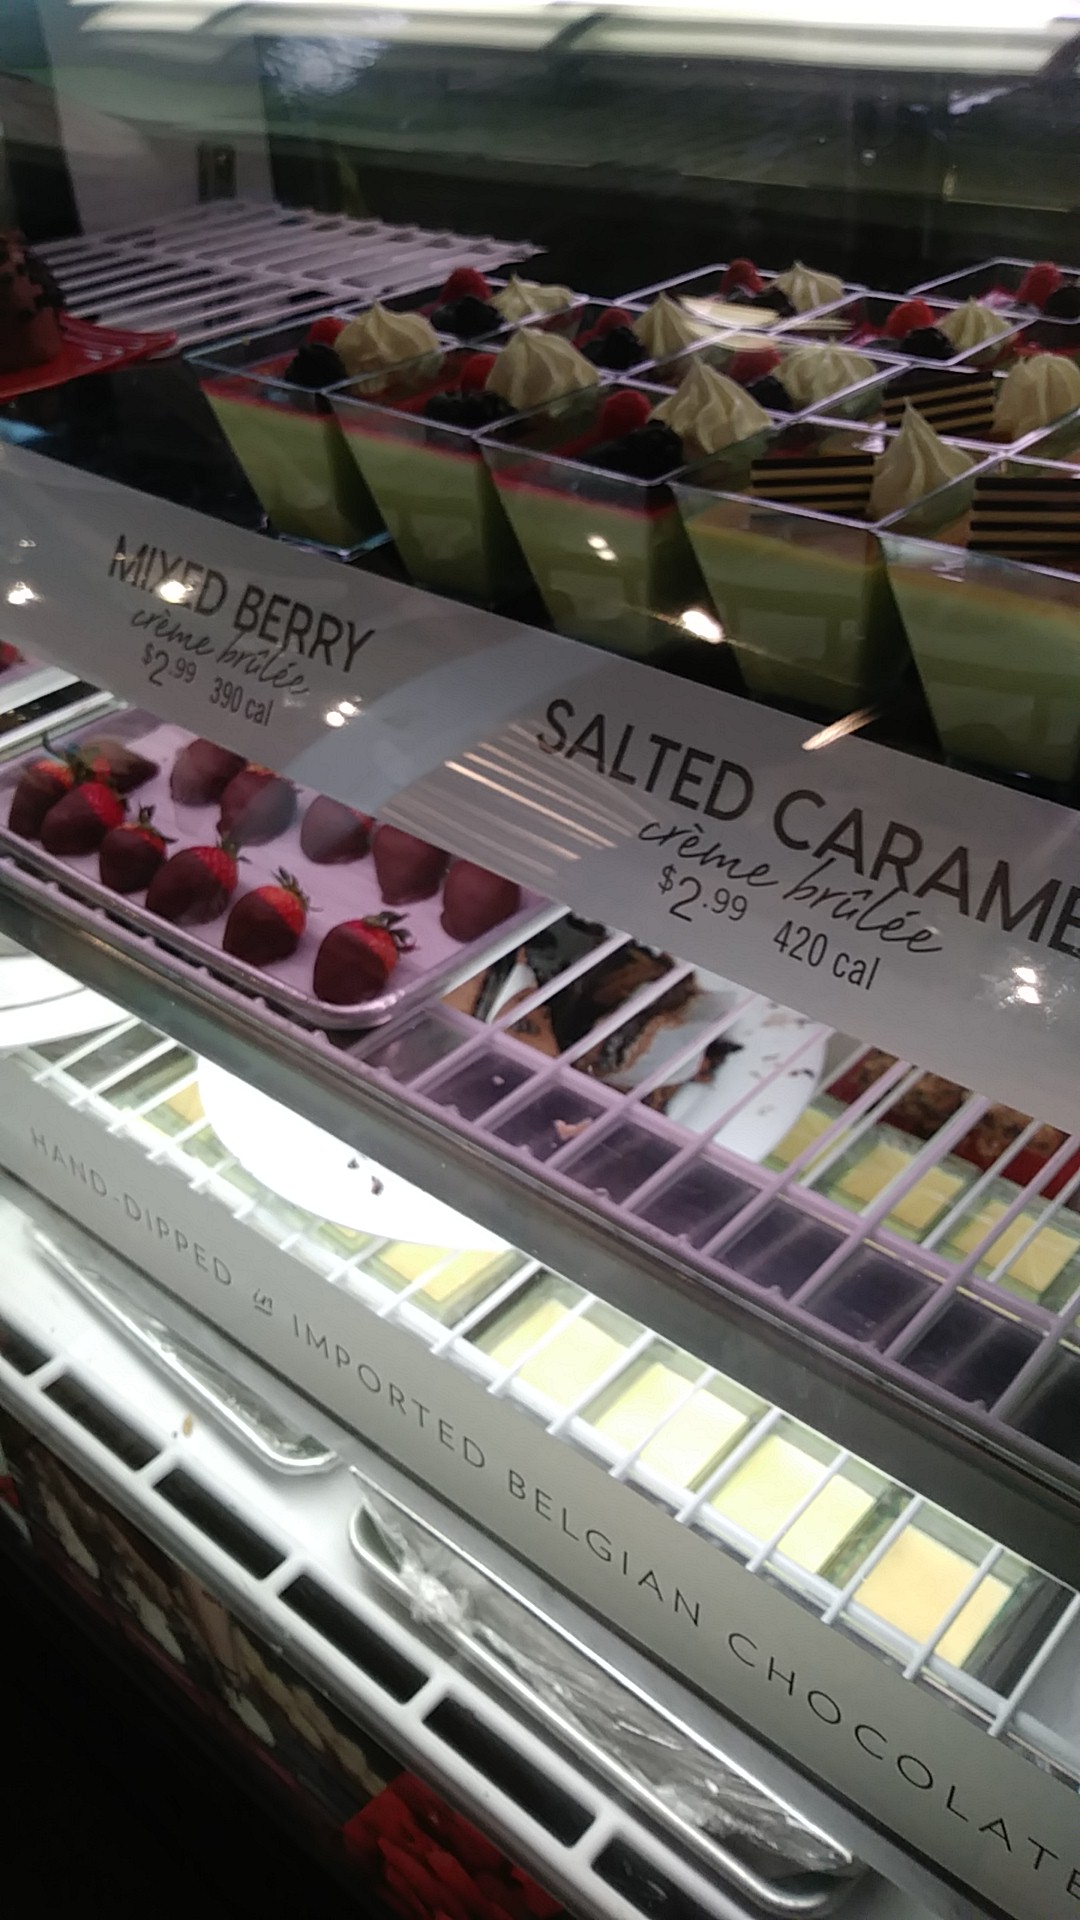 MIXED BERRY
crème brûlée
$2.99 390 cal
SALTED CARAME
crème brûlée
$2.99 420 cal
HAND-DIPPED in IMPORTED BELGIAN CHOCOLATE